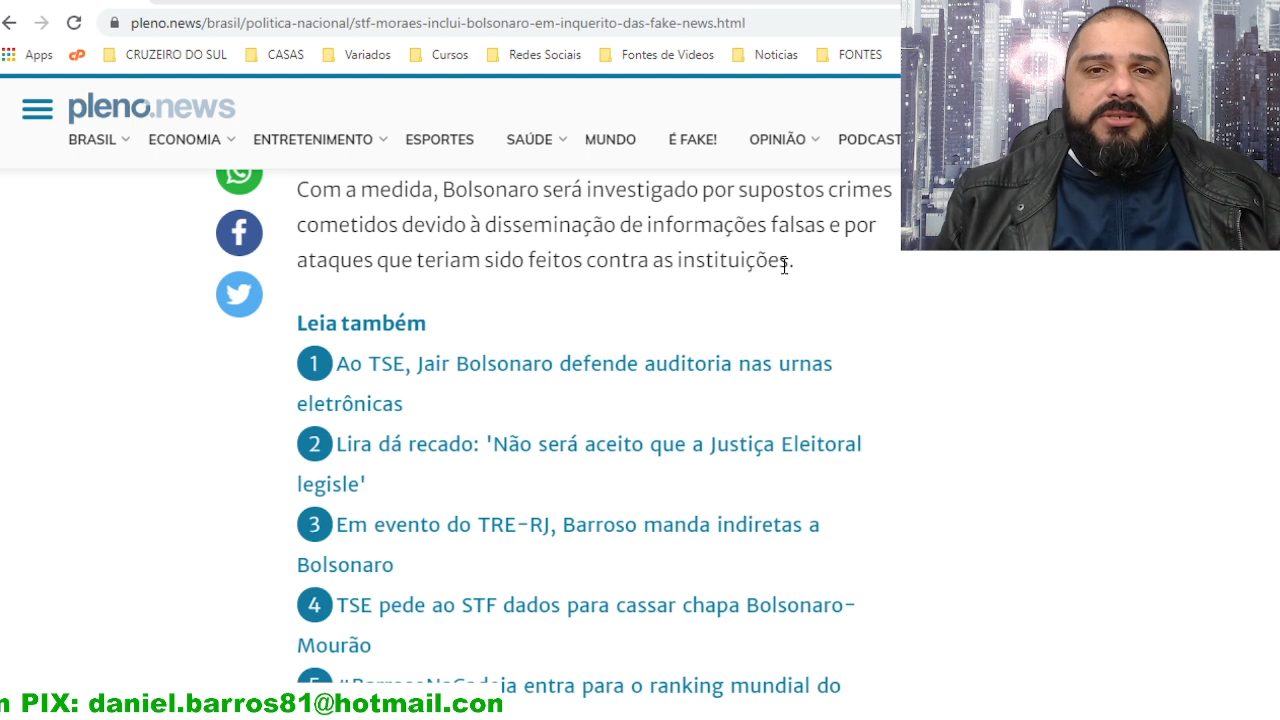 pleno.news/brasil/politica-nacional/stf-moraes-inclui-bolsonaro-em-inquerito-das-fake-news.html
Apps CRUZEIRO DO SUL CASAS Variados Cursos Redes Sociais Fontes de Videos Noticias FONTES
pleno.news
BRASIL ECONOMIA ENTRETENIMENTO ESPORTES SAÚDE MUNDO É FAKE! OPINIÃO PODCAST
Com a medida, Bolsonaro será investigado por supostos crimes
cometidos devido à disseminação de informações falsas e por
ataques que teriam sido feitos contra as instituições.
Leia também
1 Ao TSE, Jair Bolsonaro defende auditoria nas urnas
eletrônicas
2 Lira dá recado: 'Não será aceito que a Justiça Eleitoral
legisle'
3 Em evento do TRE-RJ, Barroso manda indiretas a
Bolsonaro
4 TSE pede ao STF dados para cassar chapa Bolsonaro-
Mourão
5 #BarrosoNaCadeia entra para o ranking mundial do
PIX: daniel.barros81@hotmail.con